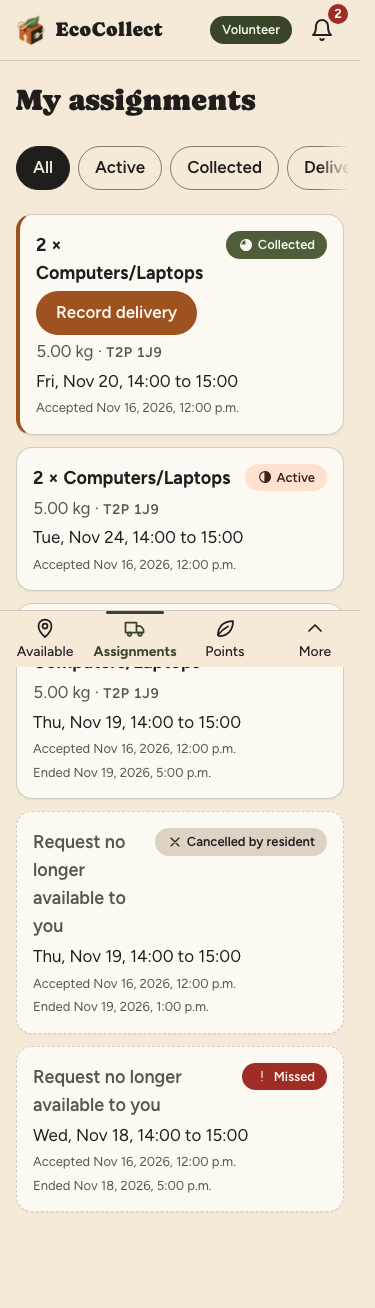 EcoCollect
Volunteer
2
My assignments
All
Active
Collected
Delive
2 ×
Computers/Laptops
Collected
Record delivery
5.00 kg · T2P 1J9
Fri, Nov 20, 14:00 to 15:00
Accepted Nov 16, 2026, 12:00 p.m.
2 × Computers/Laptops
Active
5.00 kg · T2P 1J9
Tue, Nov 24, 14:00 to 15:00
Accepted Nov 16, 2026, 12:00 p.m.
Available
Assignments
Points
More
Computers/Laptops
5.00 kg · T2P 1J9
Thu, Nov 19, 14:00 to 15:00
Accepted Nov 16, 2026, 12:00 p.m.
Ended Nov 19, 2026, 5:00 p.m.
Request no
longer
available to
you
Cancelled by resident
Thu, Nov 19, 14:00 to 15:00
Accepted Nov 16, 2026, 12:00 p.m.
Ended Nov 19, 2026, 1:00 p.m.
Request no longer
available to you
Missed
Wed, Nov 18, 14:00 to 15:00
Accepted Nov 16, 2026, 12:00 p.m.
Ended Nov 18, 2026, 5:00 p.m.